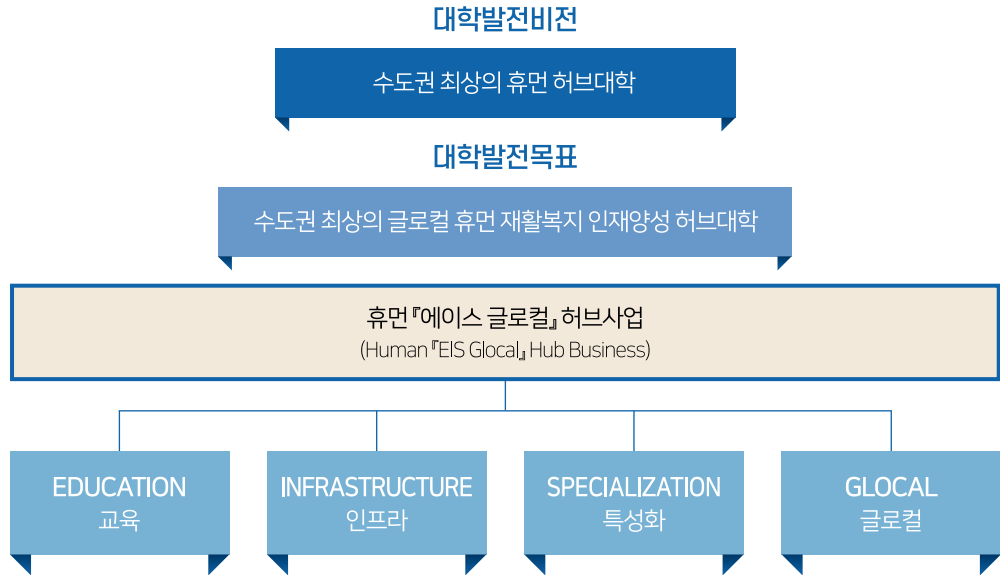 대학발전비전
수도권 최상의 휴먼 허브대학
대학발전목표
수도권 최상의 글로컬 휴먼 재활복지 인재양성 허브대학
휴먼『에이스 글로컬』허브사업
(Human『EIS Glocal』Hub Business)
EDUCATION
교육
INFRASTRUCTURE
인프라
SPECIALIZATION
특성화
GLOCAL
글로컬